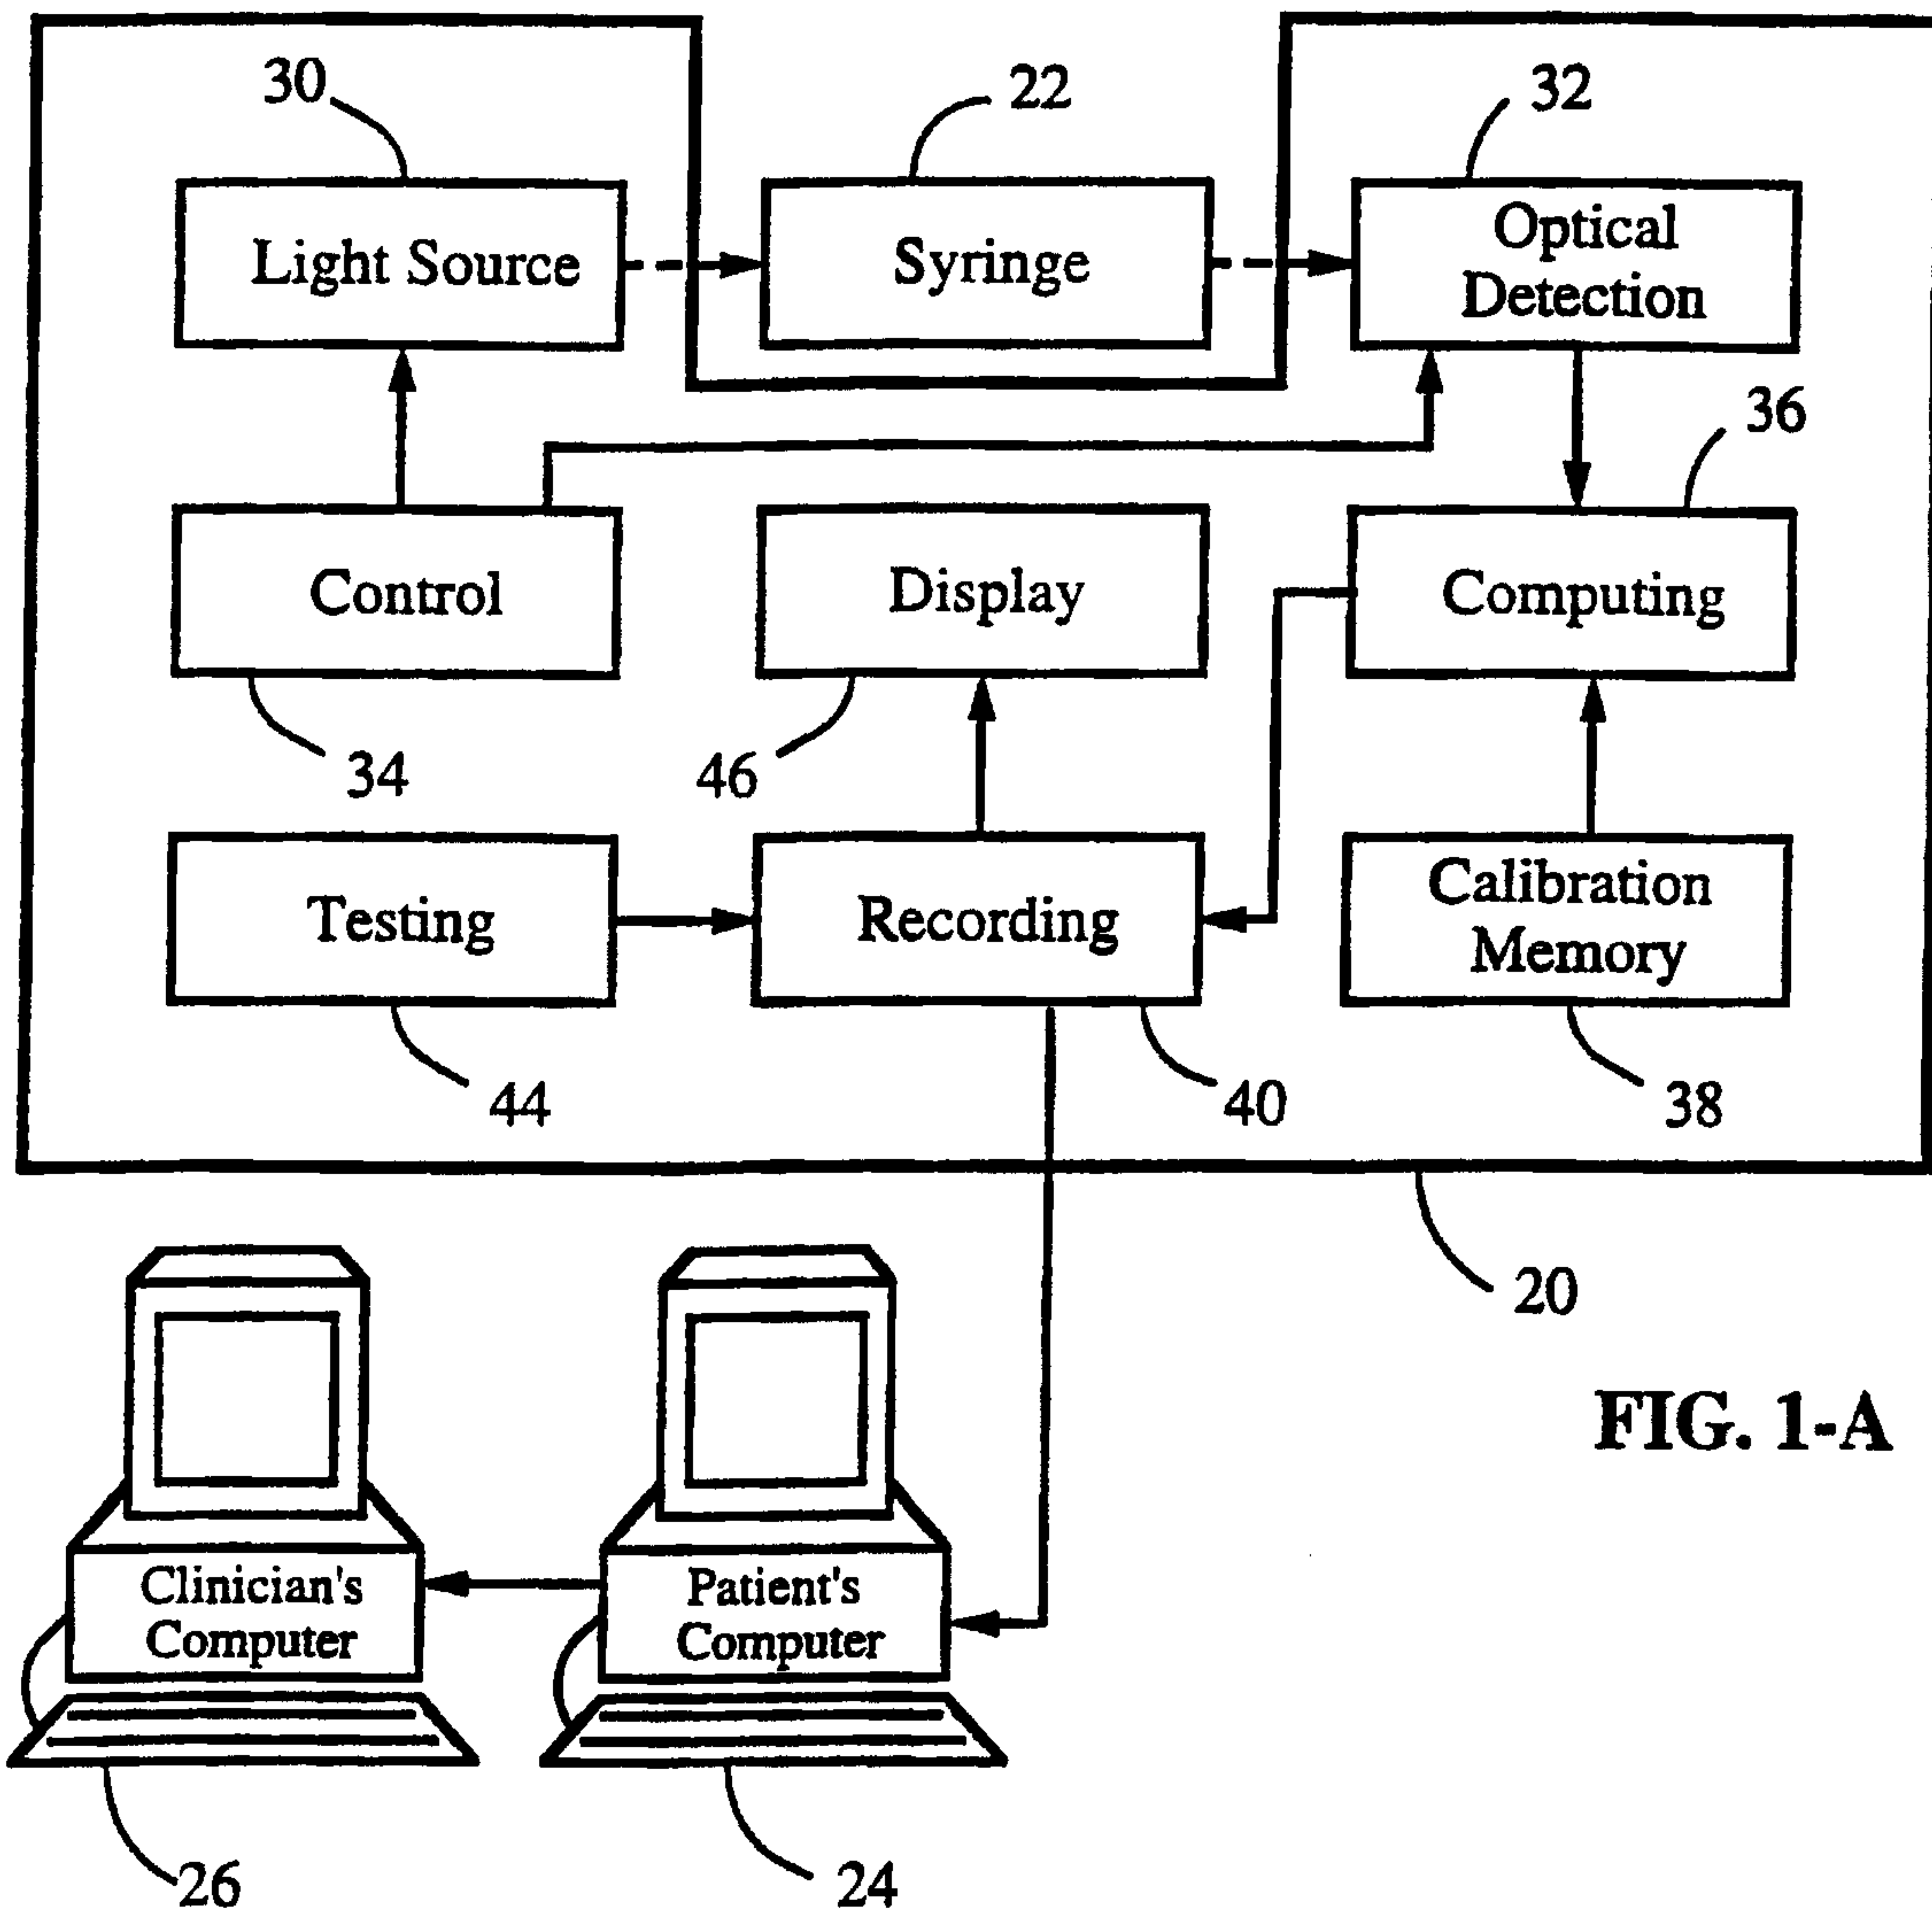 30
22
32
Light Source
Syringe
Optical
Detection
36
Control
Display
Computing
34
46
Testing
Recording
Calibration
Memory
44
40
38
20
FIG. 1-A
Clinician's
Computer
Patient's
Computer
26
24